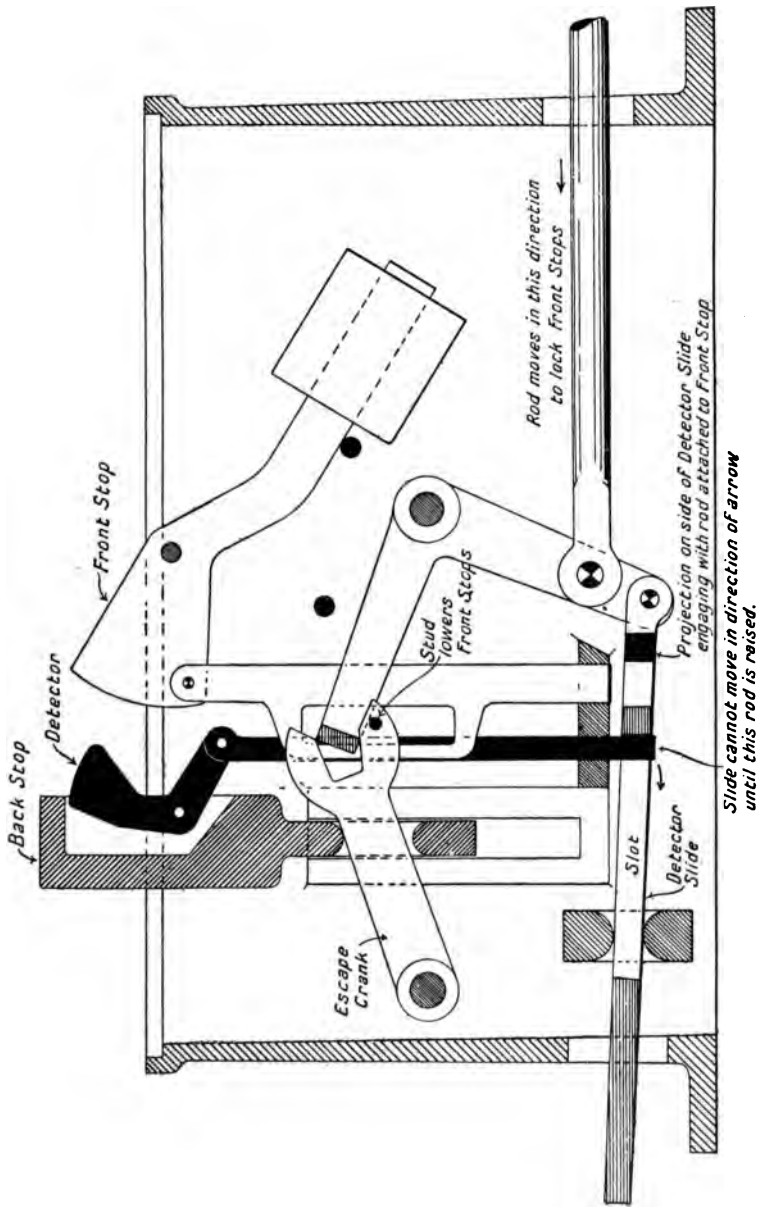 Back Stop
Detector
Front Stop
Escape
Crank
Stud
lowers
Front Stops
Rod moves in this direction
to lock Front Stops
Slot
Detector
Slide
Projection on side of Detector Slide
engaging with rod attached to Front Stop
Slide cannot move in direction of arrow
until this rod is raised.